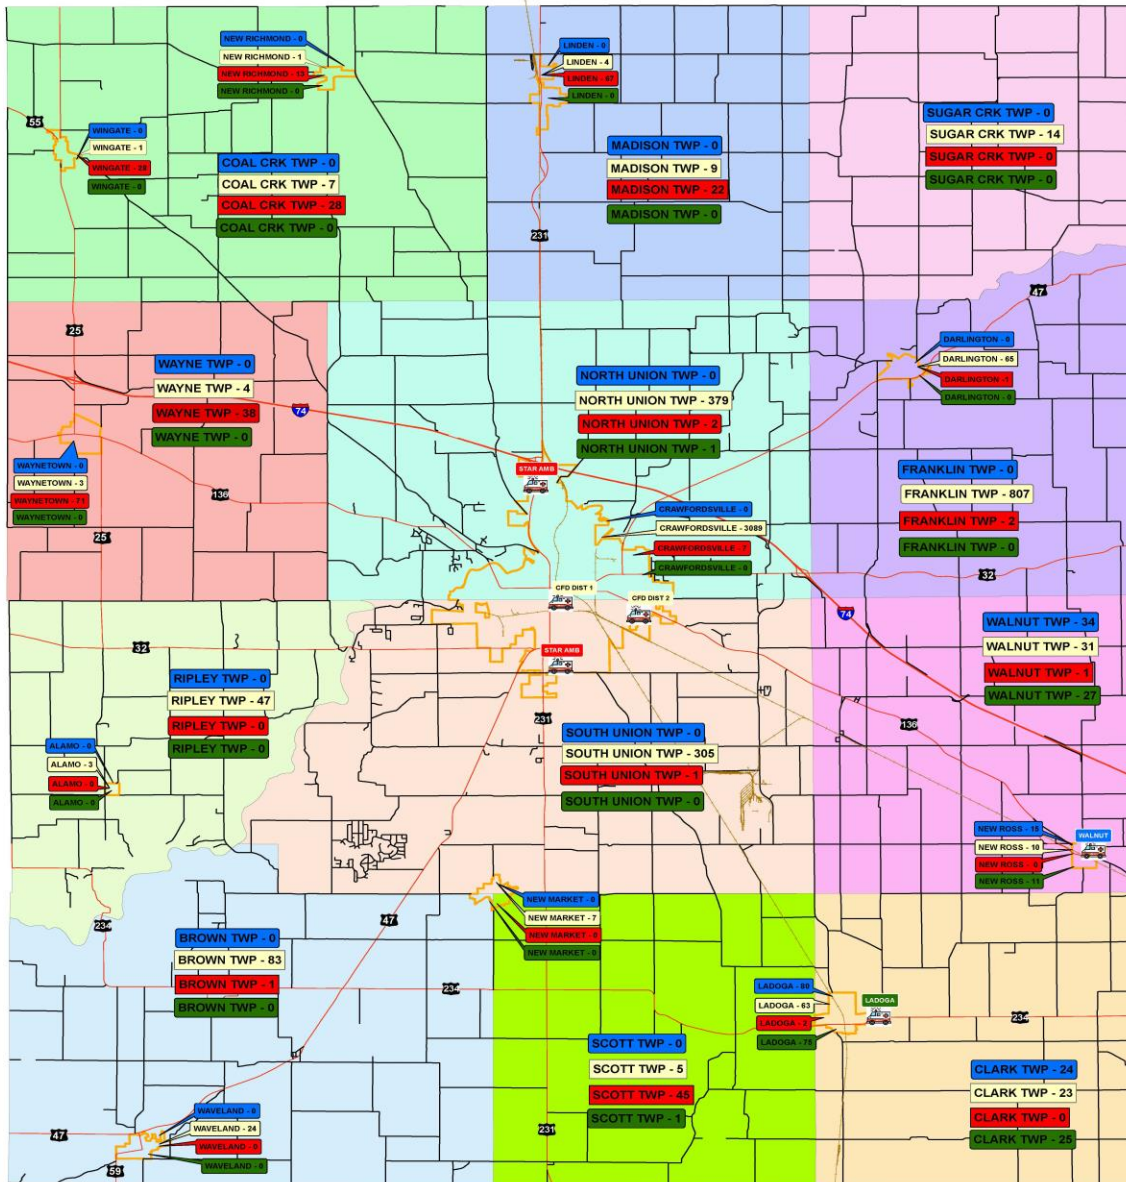 NEW RICHMOND - 0
NEW RICHMOND - 1
NEW RICHMOND - 13
NEW RICHMOND - 0
LINDEN - 0
LINDEN - 4
LINDEN - 87
LINDEN - 0
55
WINGATE - 0
WINGATE - 1
WINGATE - 29
WINGATE - 0
COAL CRK TWP - 0
COAL CRK TWP - 7
COAL CRK TWP - 28
COAL CRK TWP - 0
MADISON TWP - 0
MADISON TWP - 9
MADISON TWP - 22
MADISON TWP - 0
SUGAR CRK TWP - 0
SUGAR CRK TWP - 14
SUGAR CRK TWP - 0
SUGAR CRK TWP - 0
231
47
25
WAYNE TWP - 0
WAYNE TWP - 4
WAYNE TWP - 38
WAYNE TWP - 0
74
WAYNETOWN - 0
WAYNETOWN - 3
WAYNETOWN - 71
WAYNETOWN - 0
136
25
NORTH UNION TWP - 0
NORTH UNION TWP - 379
NORTH UNION TWP - 2
NORTH UNION TWP - 1
DARLINGTON - 0
DARLINGTON - 65
DARLINGTON -1
DARLINGTON - 0
STAR AMB
FRANKLIN TWP - 0
FRANKLIN TWP - 807
FRANKLIN TWP - 2
FRANKLIN TWP - 0
CRAWFORDSVILLE - 0
CRAWFORDSVILLE - 3089
CRAWFORDSVILLE - 7
CRAWFORDSVILLE - 9
32
CFD DIST 1
CFD DIST 2
74
WALNUT TWP - 34
WALNUT TWP - 31
WALNUT TWP - 1
WALNUT TWP - 27
32
STAR AMB
RIPLEY TWP - 0
RIPLEY TWP - 47
RIPLEY TWP - 0
RIPLEY TWP - 0
231
136
ALAMO - 0
ALAMO - 3
ALAMO - 0
ALAMO - 0
SOUTH UNION TWP - 0
SOUTH UNION TWP - 305
SOUTH UNION TWP - 1
SOUTH UNION TWP - 0
NEW ROSS - 15
NEW ROSS - 10
NEW ROSS - 0
NEW ROSS - 11
WALNUT
NEW MARKET - 0
NEW MARKET - 7
NEW MARKET - 0
NEW MARKET - 0
234
47
BROWN TWP - 0
BROWN TWP - 83
BROWN TWP - 1
BROWN TWP - 0
234
LADOGA - 80
LADOGA - 63
LADOGA - 2
LADOGA - 75
LADOGA
234
SCOTT TWP - 0
SCOTT TWP - 5
SCOTT TWP - 45
SCOTT TWP - 1
CLARK TWP - 24
CLARK TWP - 23
CLARK TWP - 0
CLARK TWP - 25
WAVELAND - 0
WAVELAND - 24
WAVELAND - 0
WAVELAND - 0
47
231
59